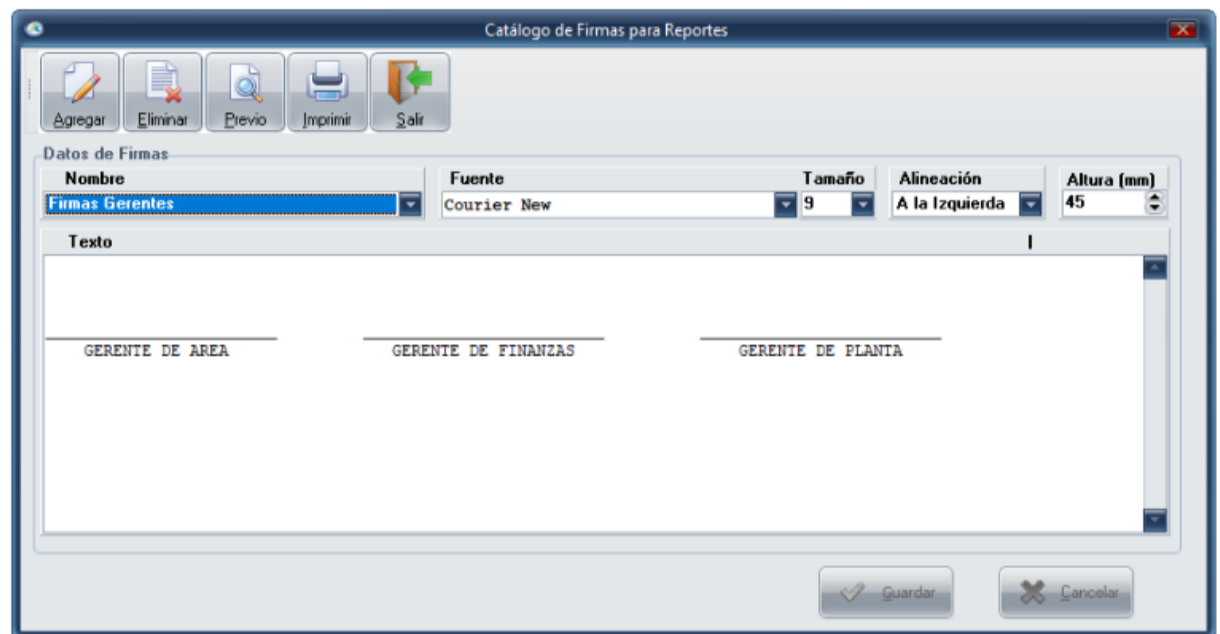 Catálogo de Firmas para Reportes
Agregar Eliminar Previo Imprimir Salir
Datos de Firmas
Nombre Fuente Tamaño Alineación Altura (mm)
Firmas Gerentes Courier New 9 A la Izquierda 45
Texto I
GERENTE DE AREA GERENTE DE FINANZAS GERENTE DE PLANTA
Guardar Cancelar